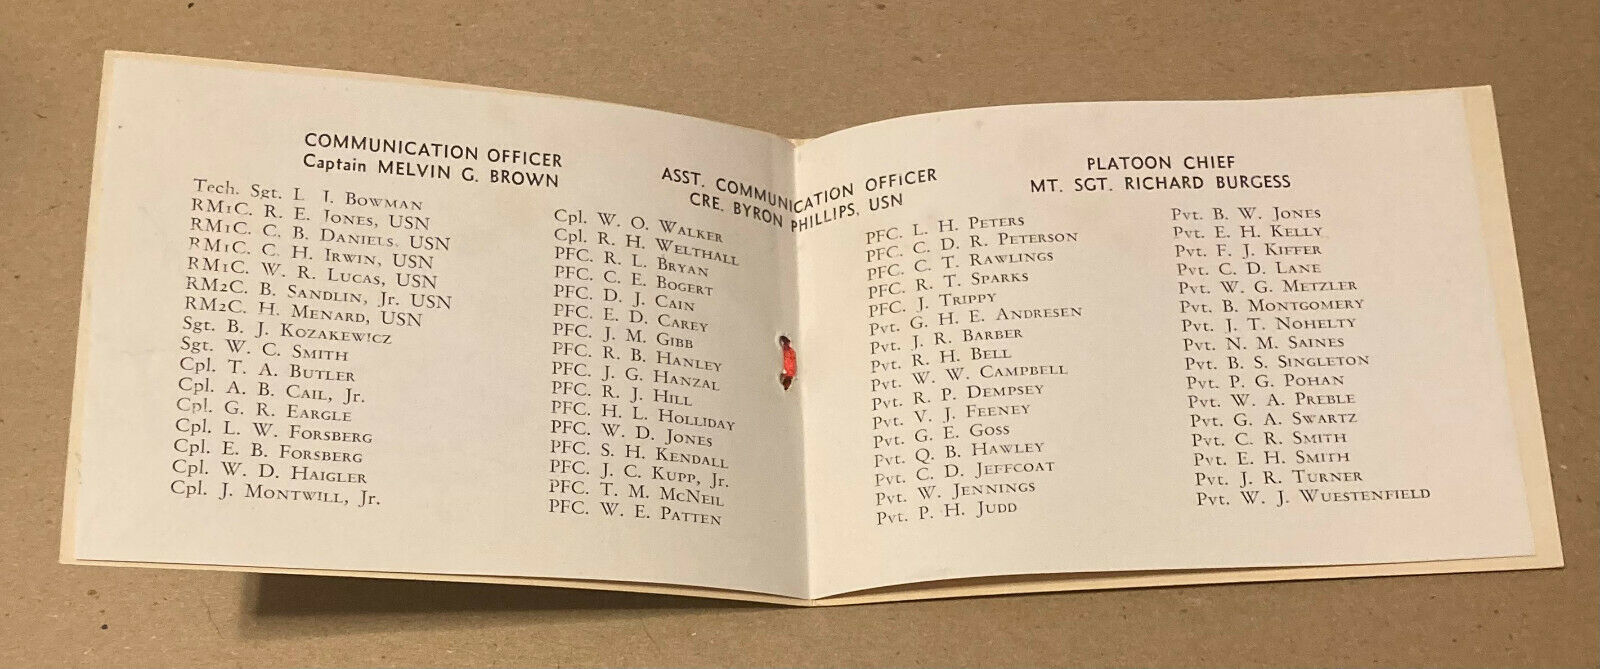 COMMUNICATION OFFICER
Captain MELVIN G. BROWN
ASST. COMMUNICATION OFFICER
CRE. BYRON PHILLIPS, USN
PLATOON CHIEF
MT. SGT. RICHARD BURGESS
Tech. Sgt. L J. BOWMAN
RM1C. R. E. JONES, USN
RM1C. C. B. DANIELS, USN
RM1C. C. H. IRWIN, USN
RM1C. W. R. LUCAS, USN
RM2C. B. SANDLIN, Jr. USN
RM2C. H. MENARD, USN
Sgt. B. J. KOZAKEWICZ
Sgt. W. C. SMITH
Cpl. T. A. BUTLER
Cpl. A. B. CAIL, Jr.
Cpl. G. R. EARGLE
Cpl. L. W. FORSBERG
Cpl. E. B. FORSBERG
Cpl. W. D. HAIGLER
Cpl. J. MONTWILL, Jr.
Cpl. W. O. WALKER
Cpl. R. H. WELTHALL
PFC. R. L. BRYAN
PFC. C. E. BOGERT
PFC. D. J. CAIN
PFC. E. D. CAREY
PFC. J. M. GIBB
PFC. R. B. HANLEY
PFC. J. G. HANZAL
PFC. R. J. HILL
PFC. H. L. HOLLIDAY
PFC. W. D. JONES
PFC. S. H. KENDALL
PFC. J. C. KUPP, Jr.
PFC. T. M. MCNEIL
PFC. W. E. PATTEN
PFC. L. H. PETERS
PFC. C. D. R. PETERSON
PFC. C. T. RAWLINGS
PFC. R. T. SPARKS
PFC. J. TRIPPY
Pvt. G. H. E. ANDRESEN
Pvt. J. R. BARBER
Pvt. R. H. BELL
Pvt. W. W. CAMPBELL
Pvt. R. P. DEMPSEY
Pvt. V. J. FEENEY
Pvt. G. E. GOSS
Pvt. Q. B. HAWLEY
Pvt. C. D. JEFFCOAT
Pvt. W. JENNINGS
Pvt. P. H. JUDD
Pvt. B. W. JONES
Pvt. E. H. KELLY
Pvt. F. J. KIFFER
Pvt. C. D. LANE
Pvt. W. G. METZLER
Pvt. B. MONTGOMERY
Pvt. J. T. NOHELTY
Pvt. N. M. SAINES
Pvt. B. S. SINGLETON
Pvt. P. G. POHAN
Pvt. W. A. PREBLE
Pvt. G. A. SWARTZ
Pvt. C. R. SMITH
Pvt. E. H. SMITH
Pvt. J. R. TURNER
Pvt. W. J. WUESTENFIELD